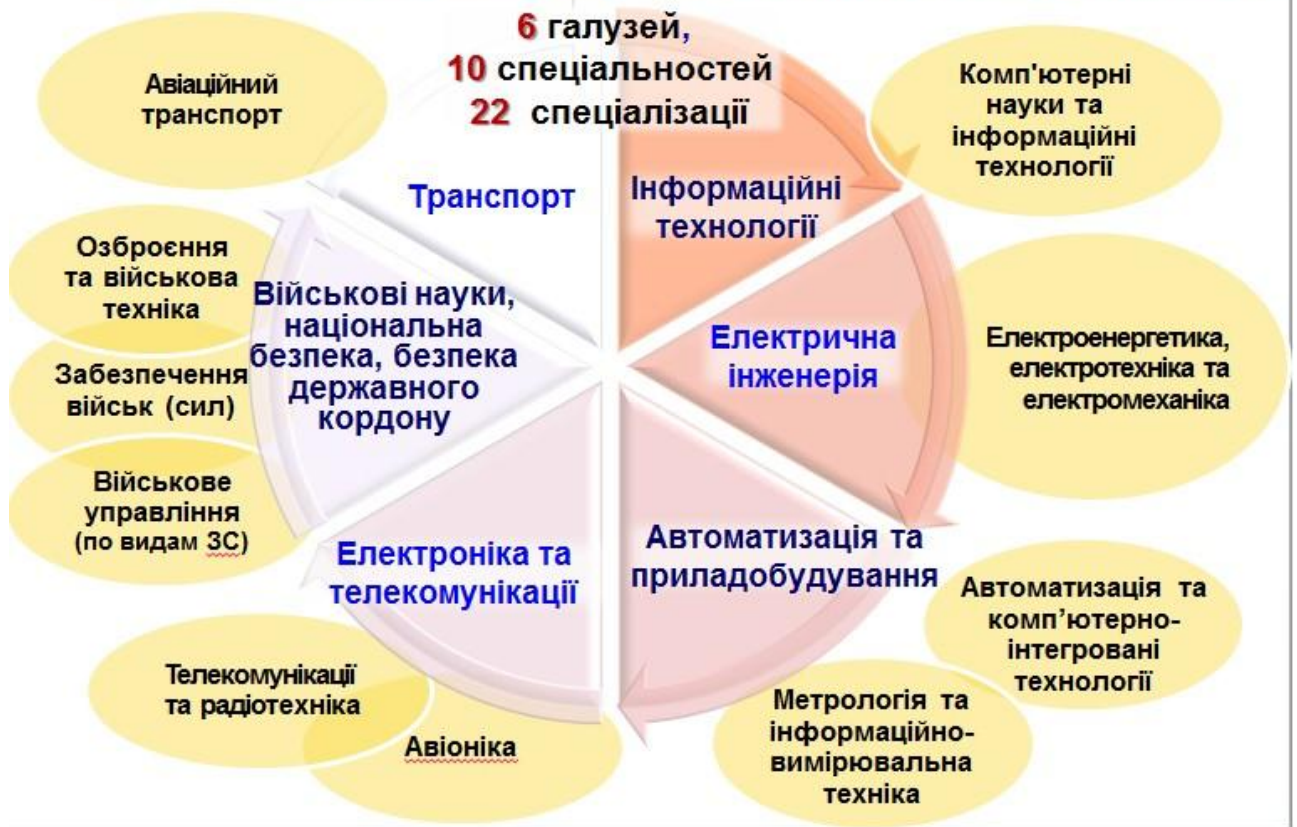 6 галузей,
10 спеціальностей
22 спеціалізації
Авіаційний
транспорт
Комп'ютерні
науки та
інформаційні
технології
Транспорт
Інформаційні
технології
Озброєння
та військова
техніка
Військові науки,
національна
безпека, безпека
державного
кордону
Електрична
інженерія
Електроенергетика,
електротехніка та
електромеханіка
Забезпечення
військ (сил)
Військове
управління
(по видам ЗС)
Електроніка та
телекомунікації
Автоматизація та
приладобудування
Автоматизація та
комп’ютерно-
інтегровані
технології
Телекомунікації
та радіотехніка
Авіоніка
Метрологія та
інформаційно-
вимірювальна
техніка